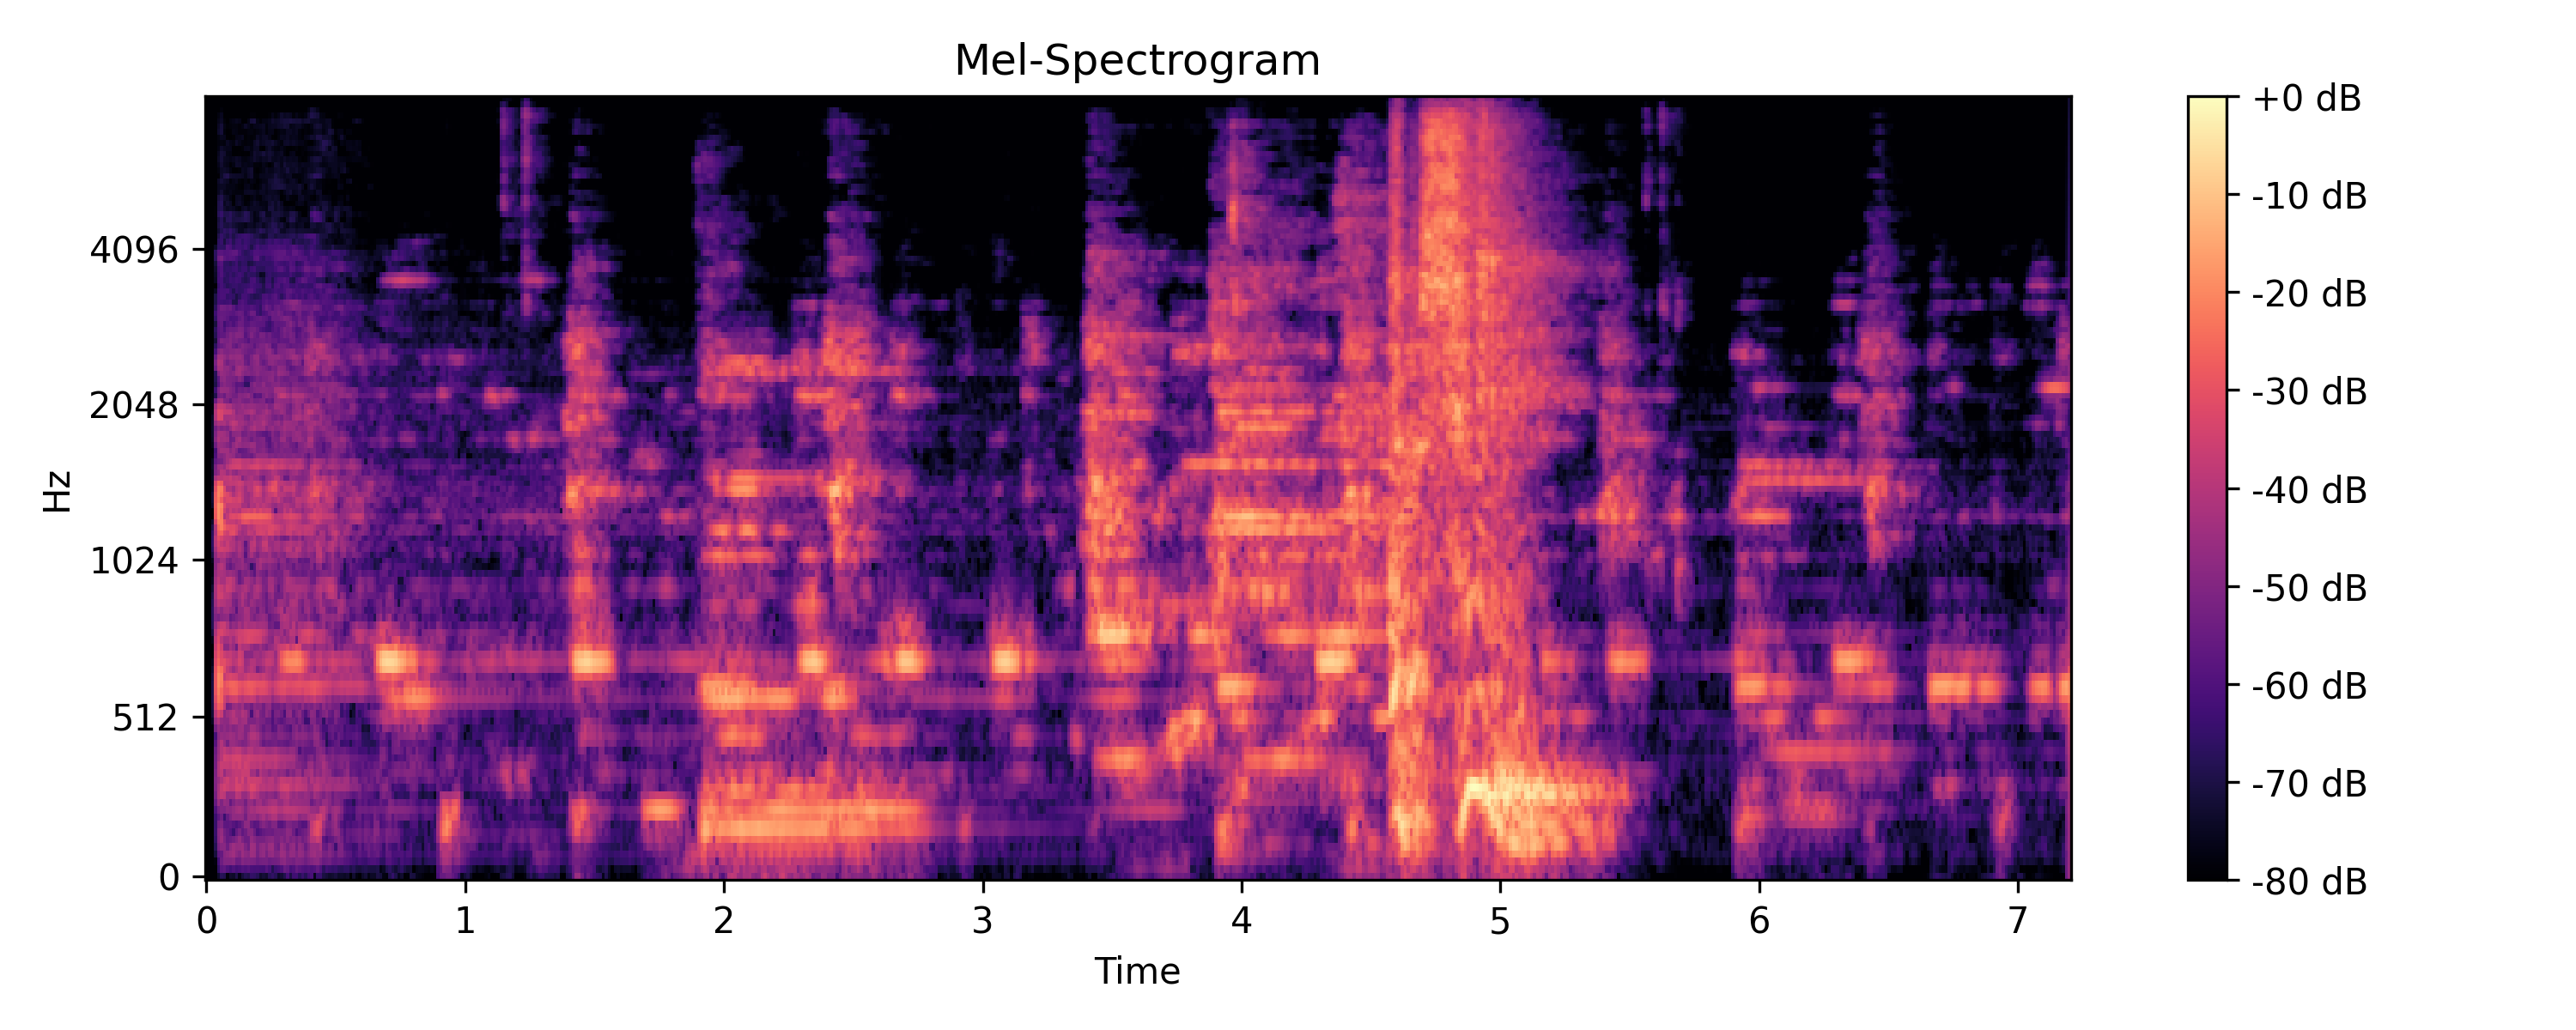 Mel-Spectrogram
+0 dB
-10 dB
4096
-20 dB
2048
-30 dB
Hz
-40 dB
1024
-50 dB
512
-60 dB
-70 dB
0
-80 dB
0 1 2 3 4 5 6 7
Time